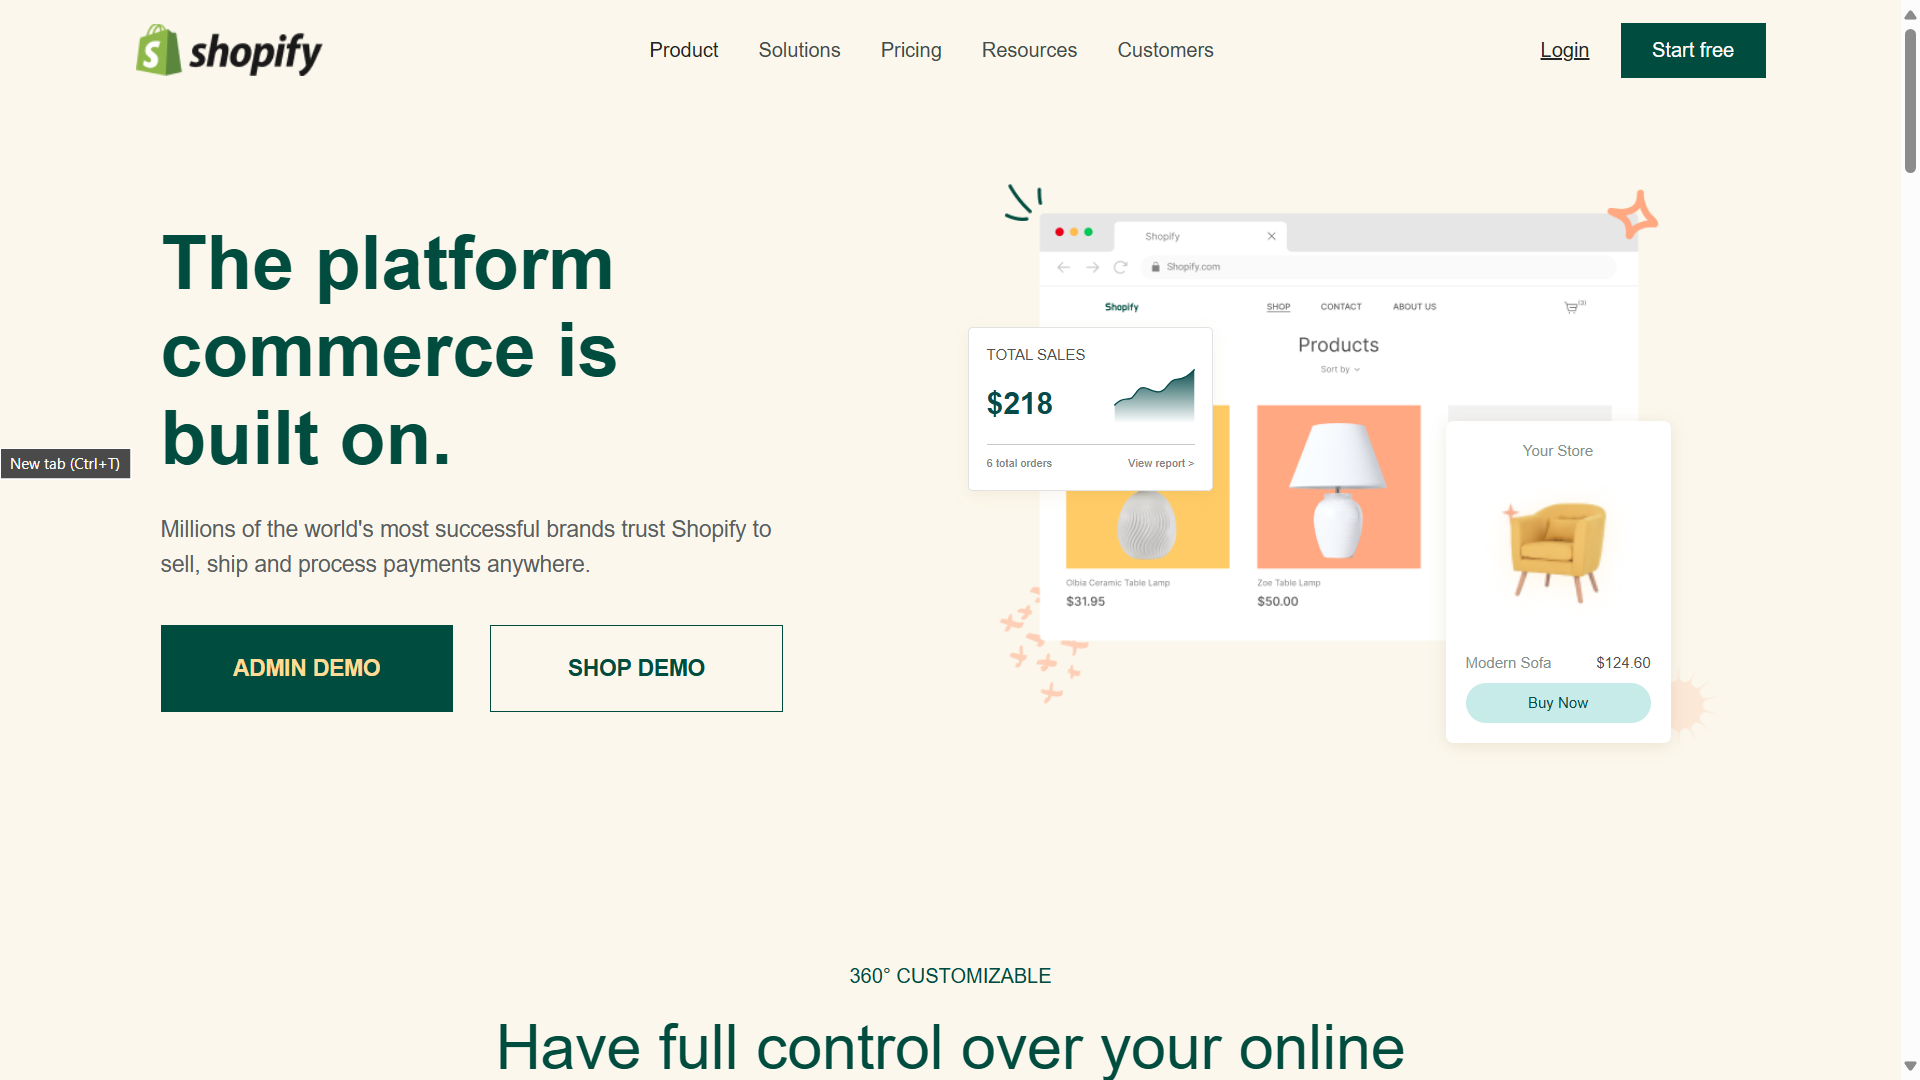 shopify
Product
Solutions
Pricing
Resources
Customers
Login
Start free
The platform
commerce is
built on.
New tab (Ctrl+T)
Millions of the world's most successful brands trust Shopify to
sell, ship and process payments anywhere.
ADMIN DEMO
SHOP DEMO
Shopify
Shopify.com
Shopify
SHOP
CONTACT
ABOUT US
(3)
Products
Sort by
TOTAL SALES
$218
6 total orders
View report >
Olbia Ceramic Table Lamp
$31.95
Zoe Table Lamp
$50.00
Your Store
Modern Sofa
$124.60
Buy Now
360° CUSTOMIZABLE
Have full control over your online